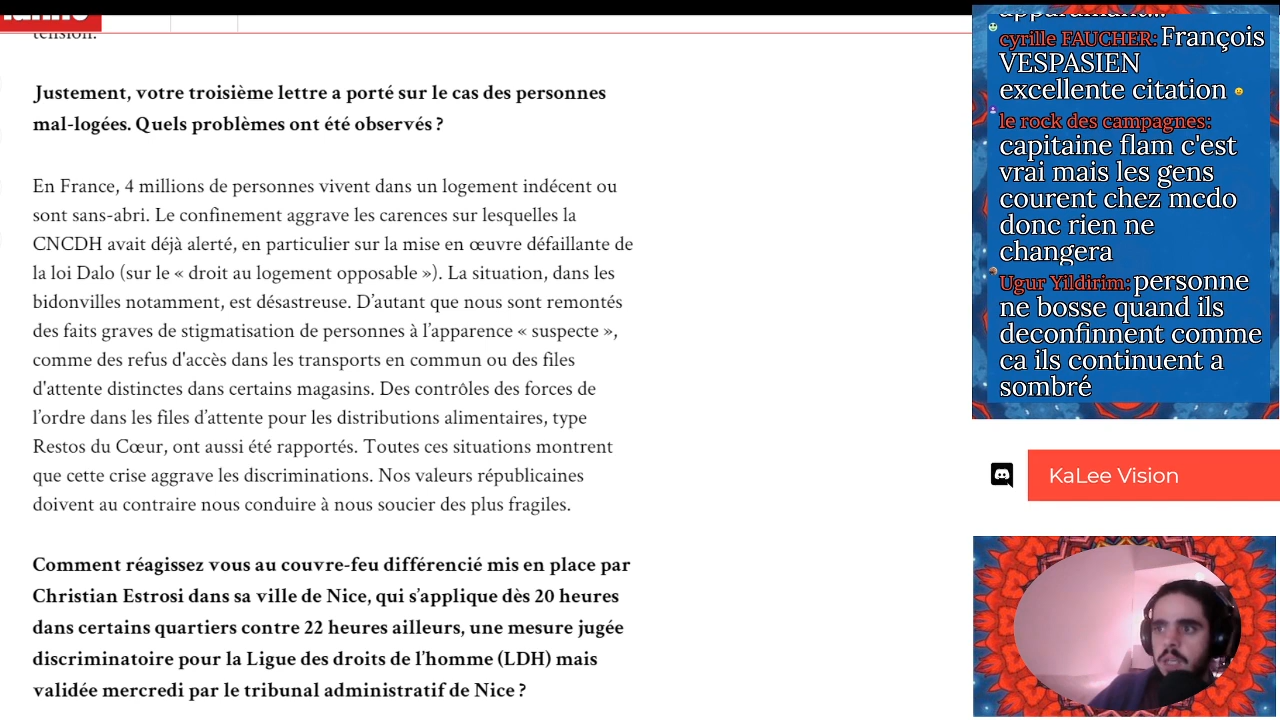 tension.
Justement, votre troisième lettre a porté sur le cas des personnes
mal-logées. Quels problèmes ont été observés ?
En France, 4 millions de personnes vivent dans un logement indécent ou
sont sans-abri. Le confinement aggrave les carences sur lesquelles la
CNCDH avait déjà alerté, en particulier sur la mise en œuvre défaillante de
la loi Dalo (sur le « droit au logement opposable »). La situation, dans les
bidonvilles notamment, est désastreuse. D’autant que nous sont remontés
des faits graves de stigmatisation de personnes à l’apparence « suspecte »,
comme des refus d'accès dans les transports en commun ou des files
d'attente distinctes dans certains magasins. Des contrôles des forces de
l’ordre dans les files d’attente pour les distributions alimentaires, type
Restos du Cœur, ont aussi été rapportés. Toutes ces situations montrent
que cette crise aggrave les discriminations. Nos valeurs républicaines
doivent au contraire nous conduire à nous soucier des plus fragiles.
Comment réagissez vous au couvre-feu différencié mis en place par
Christian Estrosi dans sa ville de Nice, qui s’applique dès 20 heures
dans certains quartiers contre 22 heures ailleurs, une mesure jugée
discriminatoire pour la Ligue des droits de l’homme (LDH) mais
validée mercredi par le tribunal administratif de Nice ?
cyrille FAUCHER: François
VESPASIEN
excellente citation
le rock des campagnes:
capitaine flam c'est
vrai mais les gens
courent chez mcdo
donc rien ne
changera
Ugur Yildirim: personne
ne bosse quand ils
deconfinnent comme
ca ils continuent a
sombré
KaLee Vision